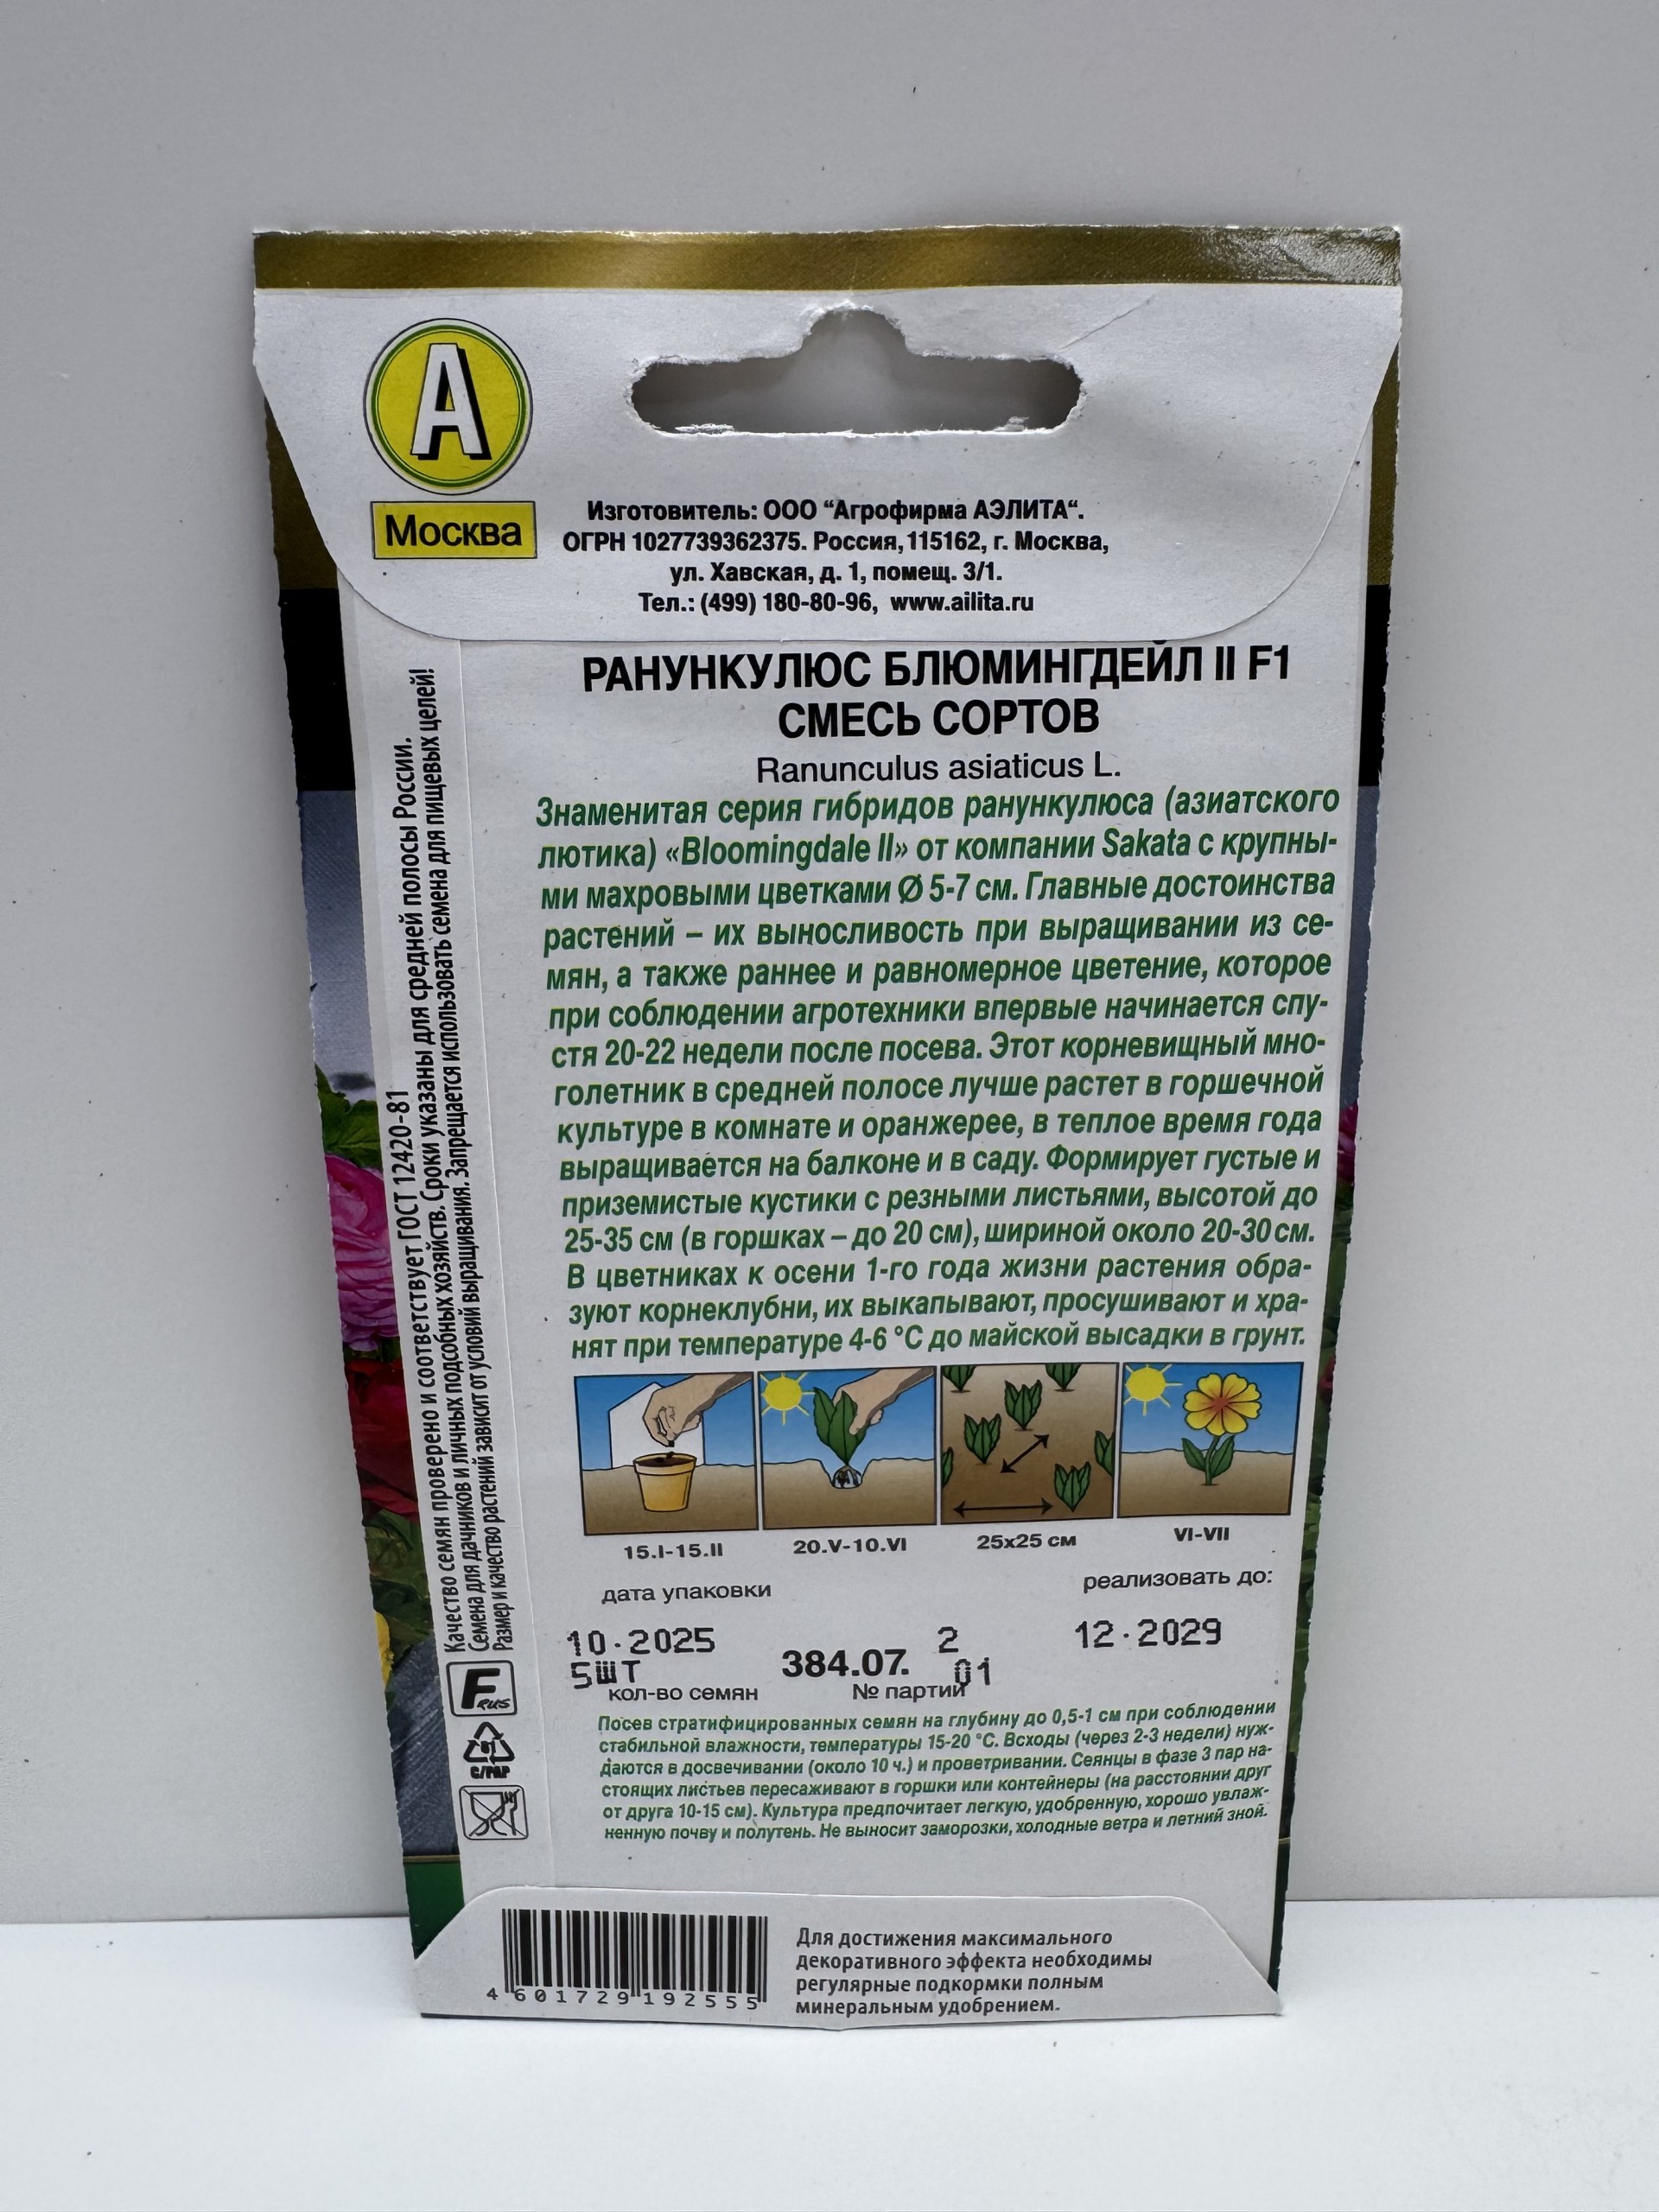 А
Москва
Изготовитель: ООО “Агрофирма АЭЛИТА“.
ОГРН 1027739362375. Россия, 115162, г. Москва,
ул. Хавская, д. 1, помещ. 3/1.
Тел.: (499) 180-80-96, www.ailita.ru
РАНУНКУЛЮС БЛЮМИНГДЕЙЛ II F1
СМЕСЬ СОРТОВ
Ranunculus asiaticus L.
Знаменитая серия гибридов ранункулюса (азиатского
лютика) «Bloomingdale II» от компании Sakata с крупны-
ми махровыми цветками Ø 5-7 см. Главные достоинства
растений – их выносливость при выращивании из се-
мян, а также раннее и равномерное цветение, которое
при соблюдении агротехники впервые начинается спу-
стя 20-22 недели после посева. Этот корневищный мно-
голетник в средней полосе лучше растет в горшечной
культуре в комнате и оранжерее, в теплое время года
выращивается на балконе и в саду. Формирует густые и
приземистые кустики с резными листьями, высотой до
25-35 см (в горшках – до 20 см), шириной около 20-30 см.
В цветниках к осени 1-го года жизни растения обра-
зуют корнеклубни, их выкапывают, просушивают и хра-
нят при температуре 4-6 °С до майской высадки в грунт.
15.I-15.II
20.V-10.VI
25x25 см
VI-VII
дата упаковки
реализовать до:
10.2025
2
12.2029
5шт
384.07.
01
кол-во семян
№ партии
Посев стратифицированных семян на глубину до 0,5-1 см при соблюдении
стабильной влажности, температуры 15-20 °С. Всходы (через 2-3 недели) нуж-
даются в досвечивании (около 10 ч.) и проветривании. Сеянцы в фазе 3 пар на-
стоящих листьев пересаживают в горшки или контейнеры (на расстоянии друг
от друга 10-15 см). Культура предпочитает легкую, удобренную, хорошо увлаж-
ненную почву и полутень. Не выносит заморозки, холодные ветра и летний зной.
Качество семян проверено и соответствует ГОСТ 12420-81
Семена для дачников и личных подсобных хозяйств. Сроки указаны для средней полосы России.
Размер и качество растений зависит от условий выращивания. Запрещается использовать семена для пищевых целей!
F RUS
81
C/PAP
4 601729 192555
Для достижения максимального
декоративного эффекта необходимы
регулярные подкормки полным
минеральным удобрением.